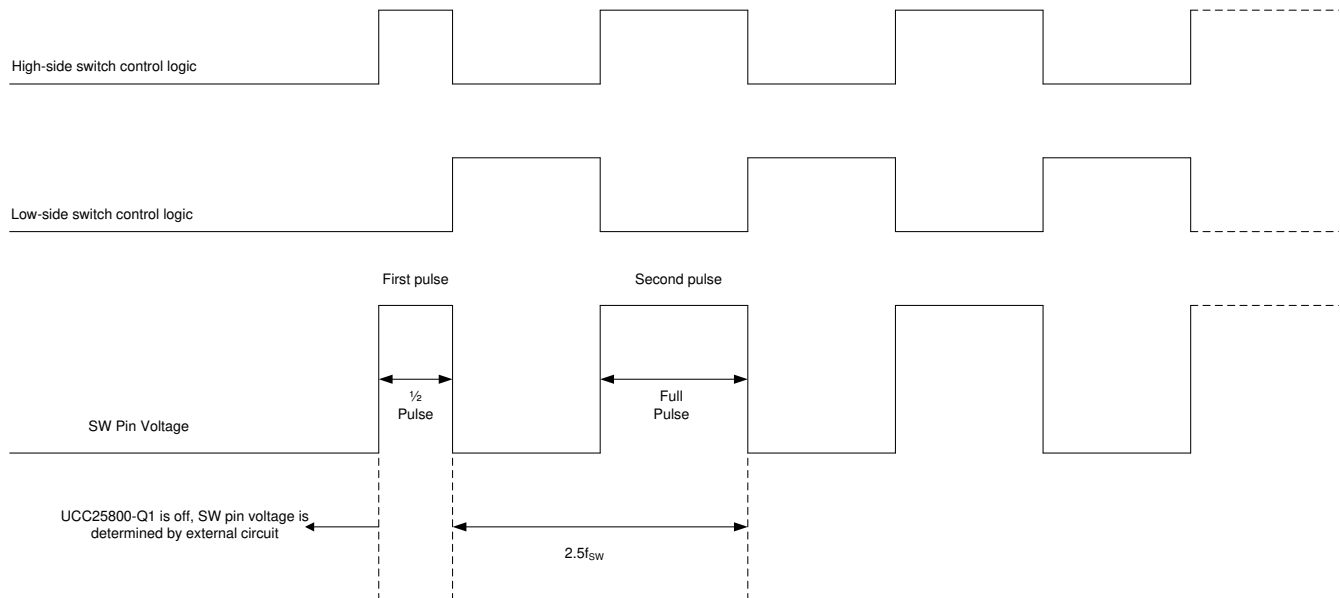 High-side switch control logic
Low-side switch control logic
First pulse
Second pulse
½
Pulse
Full
Pulse
SW Pin Voltage
UCC25800-Q1 is off, SW pin voltage is
determined by external circuit
2.5fSW